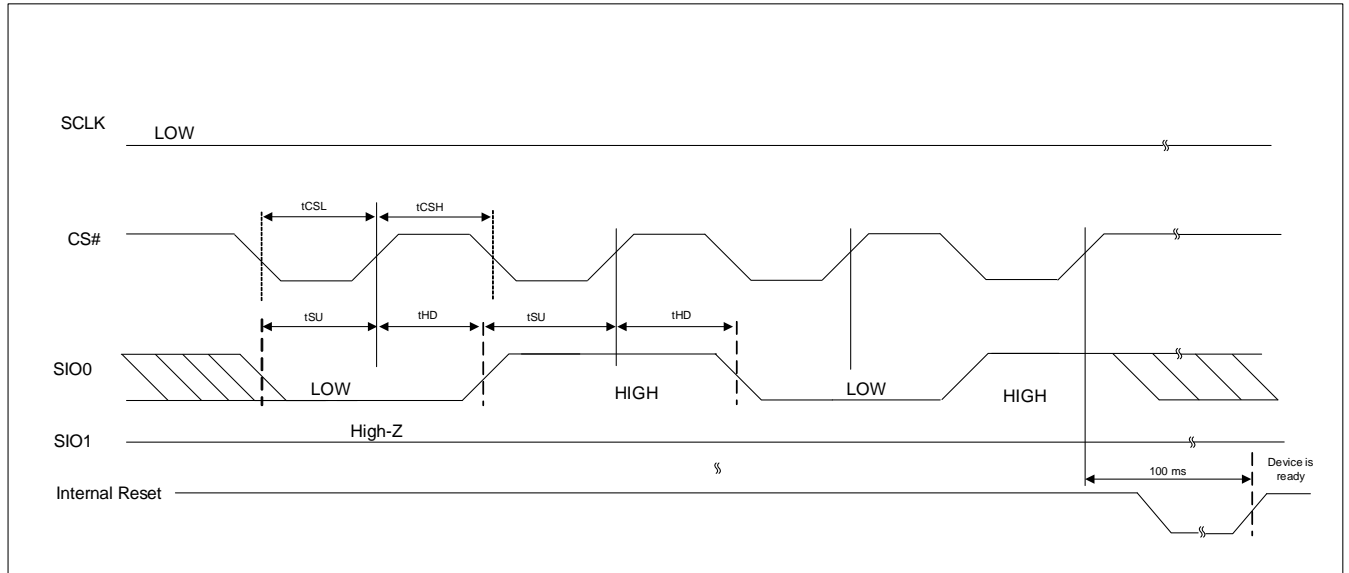 SCLK
LOW
tCSL
tCSH
CS#
tSU
tHD
tSU
tHD
SIO0
LOW
HIGH
LOW
HIGH
High-Z
SIO1
100 ms
Device is
ready
Internal Reset